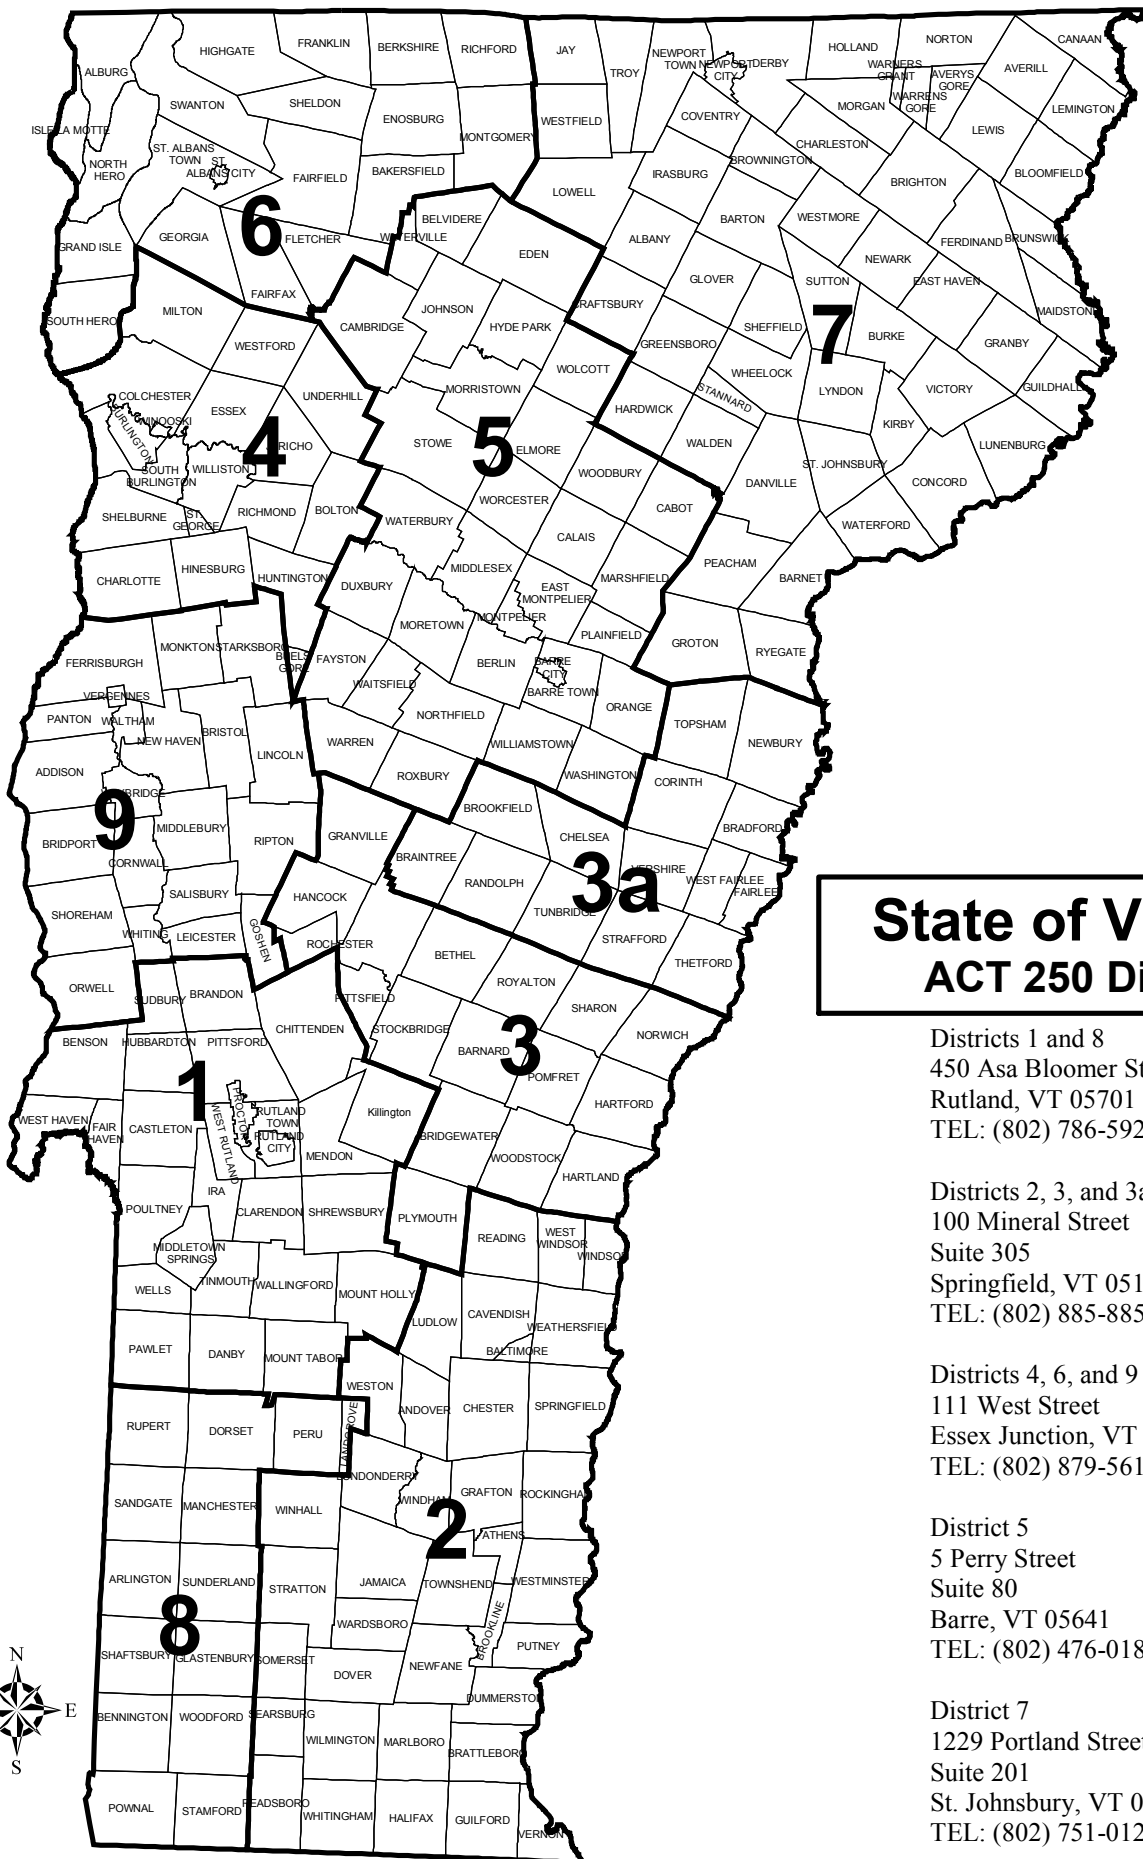 HIGHGATE
FRANKLIN
BERKSHIRE
RICHFORD
JAY
TROY
NEWPORT
TOWN
NEWPORT
CITY
DERBY
HOLLAND
NORTON
CANAAN
ALBURG
WARNERS
GRANT
AVERYS
GORE
AVERILL
SWANTON
SHELDON
ENOSBURG
MONTGOMERY
WESTFIELD
COVENTRY
MORGAN
WARRENS
GORE
LEWIS
LEMINGTON
ISLE LA MOTTE
NORTH
HERO
ST. ALBANS
TOWN
ST.
ALBANS CITY
FAIRFIELD
BAKERSFIELD
LOWELL
IRASBURG
BROWNINGTON
CHARLESTON
BRIGHTON
BLOOMFIELD
GRAND ISLE
GEORGIA
6
FLETCHER
WATERVILLE
BELVIDERE
EDEN
ALBANY
BARTON
WESTMORE
NEWARK
FERDINAND
BRUNSWICK
SOUTH HERO
MILTON
FAIRFAX
CAMBRIDGE
JOHNSON
HYDE PARK
CRAFTSBURY
GLOVER
SUTTON
EAST HAVEN
MAIDSTONE
WESTFORD
GREENSBORO
SHEFFIELD
7
BURKE
GRANBY
COLCHESTER
WINOOSKI
BURLINGTON
ESSEX
UNDERHILL
MORRISTOWN
WOLCOTT
HARDWICK
STANNARD
WHEELOCK
LYNDON
VICTORY
GUILDHALL
SOUTH
BURLINGTON
WILLISTON
4
RICHO
STOWE
5
ELMORE
WOODBURY
WALDEN
DANVILLE
ST. JOHNSBURY
KIRBY
CONCORD
LUNENBURG
SHELBURNE
ST.
GEORGE
RICHMOND
BOLTON
WATERBURY
WORCESTER
CALAIS
CABOT
WATERFORD
CHARLOTTE
HINESBURG
HUNTINGTON
DUXBURY
MIDDLESEX
EAST
MONTPELIER
MARSHFIELD
PEACHAM
BARNET
FERRISBURGH
MONKTON
STARKSBORO
BUELS
GORE
FAYSTON
MORETOWN
MONTPELIER
BERLIN
PLAINFIELD
GROTON
RYEGATE
VERGENNES
PANTON
WALTHAM
NEW HAVEN
BRISTOL
LINCOLN
WAITSFIELD
WARREN
NORTHFIELD
BARRE
CITY
BARRE TOWN
ORANGE
TOPSHAM
NEWBURY
ADDISON
9
BRIDGE
ROXBURY
WILLIAMSTOWN
WASHINGTON
CORINTH
BRIDPORT
CORNWALL
MIDDLEBURY
RIPTON
GRANVILLE
BROOKFIELD
BRAINTREE
CHELSEA
BRADFORD
SHOREHAM
WHITING
SALISBURY
LEICESTER
GOSHEN
HANCOCK
RANDOLPH
3a
VERSHIRE
WEST FAIRLEE
FAIRLEE
TUNBRIDGE
STRAFFORD
THETFORD
ORWELL
SUDBURY
BRANDON
ROCHESTER
BETHEL
ROYALTON
SHARON
BENSON
HUBBARDTON
PITTSFORD
CHITTENDEN
PITTSFIELD
STOCKBRIDGE
BARNARD
3
POMFRET
NORWICH
HARTFORD
WEST HAVEN
FAIR
HAVEN
1
CASTLETON
PROCTOR
WEST RUTLAND
RUTLAND
TOWN
RUTLAND
CITY
MENDON
Killington
BRIDGEWATER
WOODSTOCK
HARTLAND
POULTNEY
IRA
CLARENDON
SHREWSBURY
PLYMOUTH
READING
WEST
WINDSOR
WINDSOR
MIDDLETOWN
SPRINGS
WELLS
TINMOUTH
WALLINGFORD
MOUNT HOLLY
LUDLOW
CAVENDISH
WEATHERSFIELD
BALTIMORE
PAWLET
DANBY
MOUNT TABOR
WESTON
ANDOVER
CHESTER
SPRINGFIELD
RUPERT
DORSET
PERU
LANDGROVE
LONDONDERRY
WINDHAM
GRAFTON
ROCKINGHAM
SANDGATE
MANCHESTER
WINHALL
2
ATHENS
ARLINGTON
SUNDERLAND
STRATTON
JAMAICA
TOWNSHEND
WESTMINSTER
8
WARDSBORO
BROOKLINE
PUTNEY
SHAFTSBURY
GLASTENBURY
SOMERSET
DOVER
NEWFANE
DUMMERSTON
BENNINGTON
WOODFORD
SEARSBURG
WILMINGTON
MARLBORO
BRATTLEBORO
POWNAL
STAMFORD
READSBORO
WHITINGHAM
HALIFAX
GUILFORD
VERNON
N
E
S
State of V
ACT 250 Di
Districts 1 and 8
450 Asa Bloomer St
Rutland, VT 05701
TEL: (802) 786-592
Districts 2, 3, and 3a
100 Mineral Street
Suite 305
Springfield, VT 051
TEL: (802) 885-885
Districts 4, 6, and 9
111 West Street
Essex Junction, VT
TEL: (802) 879-561
District 5
5 Perry Street
Suite 80
Barre, VT 05641
TEL: (802) 476-018
District 7
1229 Portland Street
Suite 201
St. Johnsbury, VT 0
TEL: (802) 751-012